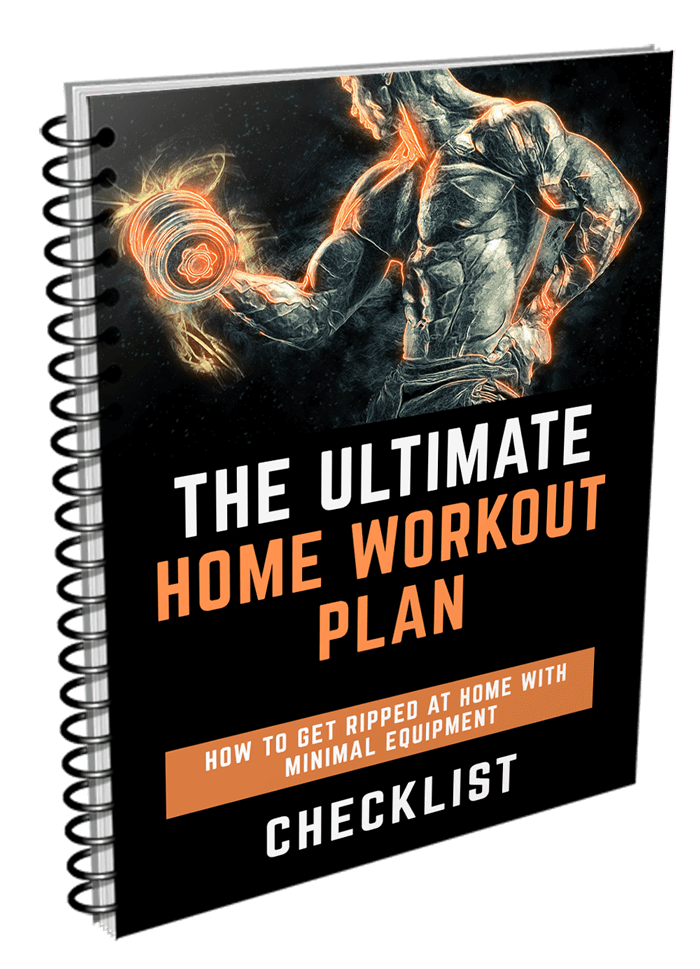 THE ULTIMATE
HOME WORKOUT
PLAN
HOW TO GET RIPPED AT HOME WITH
MINIMAL EQUIPMENT
CHECKLIST